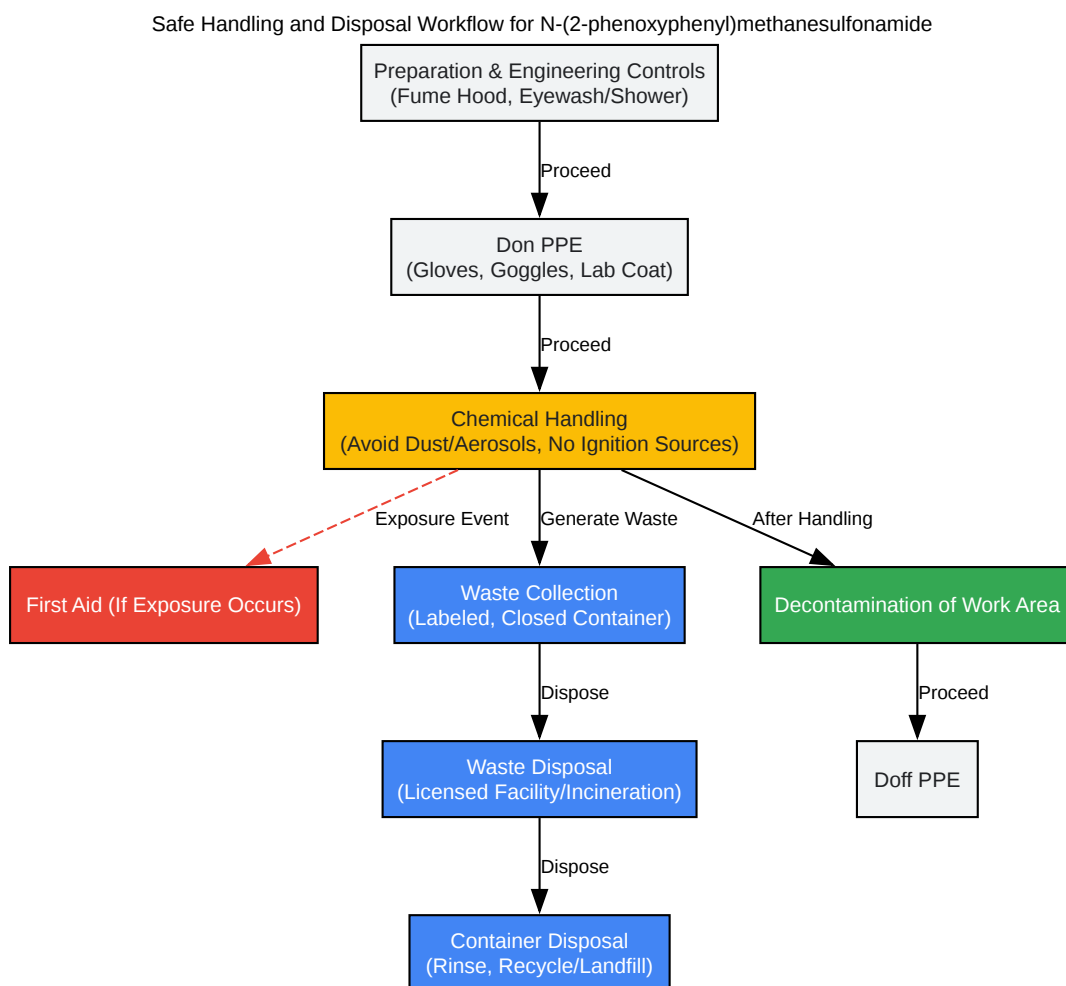 Safe Handling and Disposal Workflow for N-(2-phenoxyphenyl)methanesulfonamide
Preparation & Engineering Controls
(Fume Hood, Eyewash/Shower)
Proceed
Don PPE
(Gloves, Goggles, Lab Coat)
Proceed
Chemical Handling
(Avoid Dust/Aerosols, No Ignition Sources)
Exposure Event
Generate Waste
After Handling
First Aid (If Exposure Occurs)
Waste Collection
(Labeled, Closed Container)
Decontamination of Work Area
Dispose
Proceed
Waste Disposal
(Licensed Facility/Incineration)
Doff PPE
Dispose
Container Disposal
(Rinse, Recycle/Landfill)